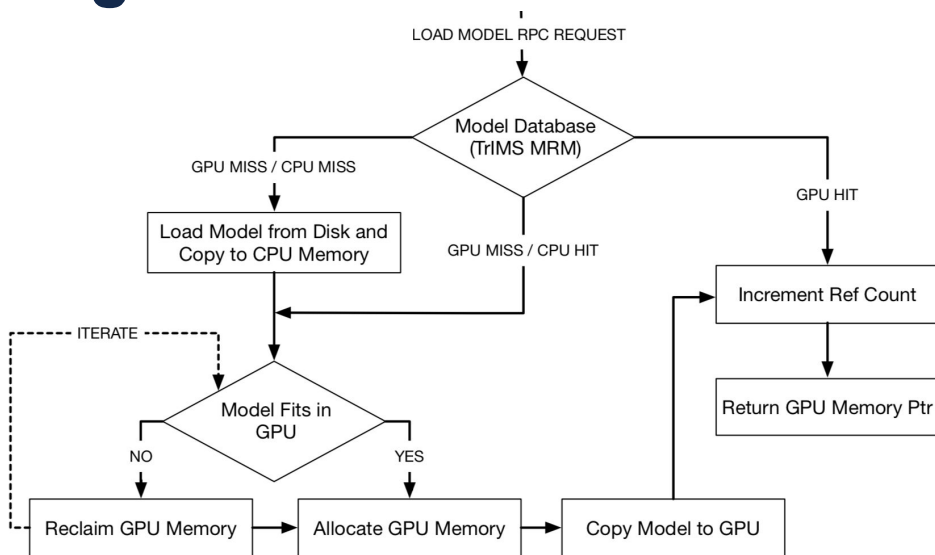 LOAD MODEL RPC REQUEST
Model Database
(TrIMS MRM)
GPU MISS / CPU MISS
GPU HIT
Load Model from Disk and
Copy to CPU Memory
GPU MISS / CPU HIT
Increment Ref Count
ITERATE
Model Fits in
GPU
Return GPU Memory Ptr
NO
YES
Reclaim GPU Memory
Allocate GPU Memory
Copy Model to GPU